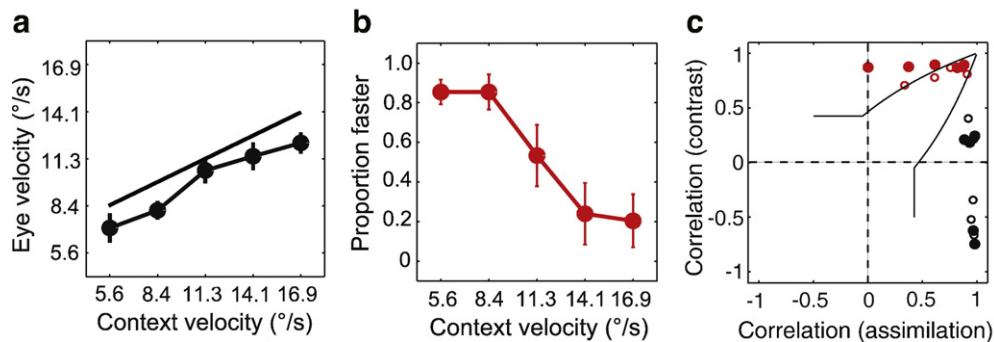 a
Eye velocity (°/s)
16.9
14.1
11.3
8.4
5.6
5.6 8.4 11.3 14.1 16.9
Context velocity (°/s)
b
Proportion faster
1
0.8
0.6
0.4
0.2
0
5.6 8.4 11.3 14.1 16.9
Context velocity (°/s)
c
Correlation (contrast)
1
0.5
0
-0.5
-1
-1 -0.5 0 0.5 1
Correlation (assimilation)